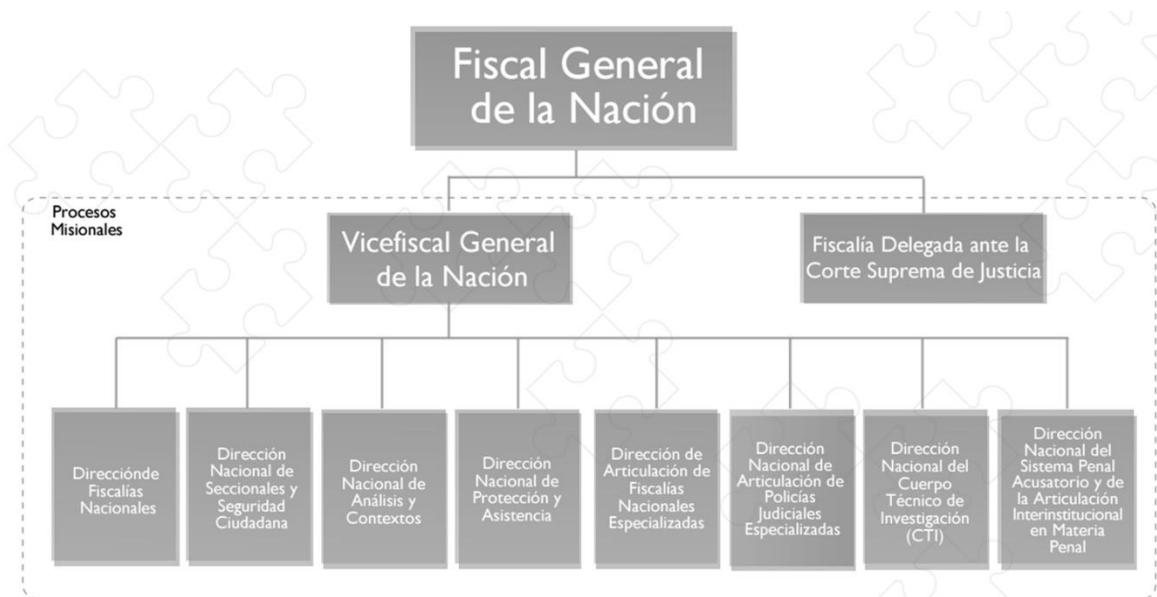 Fiscal General
de la Nación
Procesos
Misionales
Vicefiscal General
de la Nación
Fiscalía Delegada ante la
Corte Suprema de Justicia
Direcciónde
Fiscalías
Nacionales
Dirección
Nacional de
Seccionales y
Seguridad
Ciudadana
Dirección
Nacional de
Análisis y
Contextos
Dirección
Nacional de
Protección y
Asistencia
Dirección de
Articulación de
Fiscalías
Nacionales
Especializadas
Dirección
Nacional de
Articulación de
Policías
Judiciales
Especializadas
Dirección
Nacional del
Cuerpo
Técnico de
Investigación
(CTI)
Dirección
Nacional del
Sistema Penal
Acusatorio y de
la Articulación
Interinstitucional
en Materia
Penal